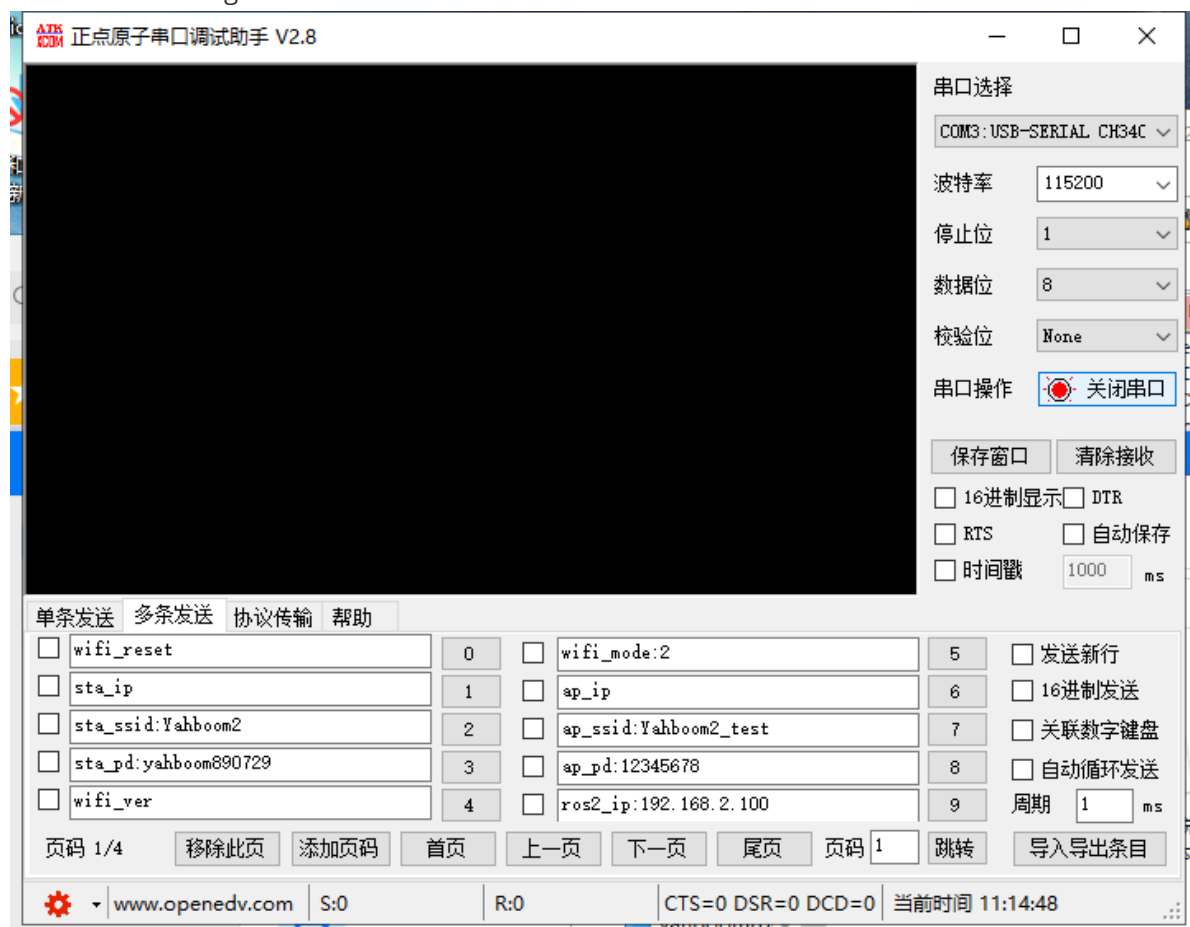 ATK
XCOM 正点原子串口调试助手 V2.8
串口选择
COM3:USB-SERIAL CH34C
波特率 115200
停止位 1
数据位 8
校验位 None
串口操作 关闭串口
保存窗口 清除接收
16进制显示 DTR
RTS 自动保存
时间戳 1000 ms
单条发送 多条发送 协议传输 帮助
wifi_reset 0 wifi_mode:2 5 发送新行
sta_ip 1 ap_ip 6 16进制发送
sta_ssid:Yahboom2 2 ap_ssid:Yahboom2_test 7 关联数字键盘
sta_pd:yahboom890729 3 ap_pd:12345678 8 自动循环发送
wifi_ver 4 ros2_ip:192.168.2.100 9 周期 1 ms
页码 1/4 移除此页 添加页码 首页 上一页 下一页 尾页 页码 1 跳转 导入导出条目
www.openedv.com S:0 R:0 CTS=0 DSR=0 DCD=0 当前时间 11:14:48